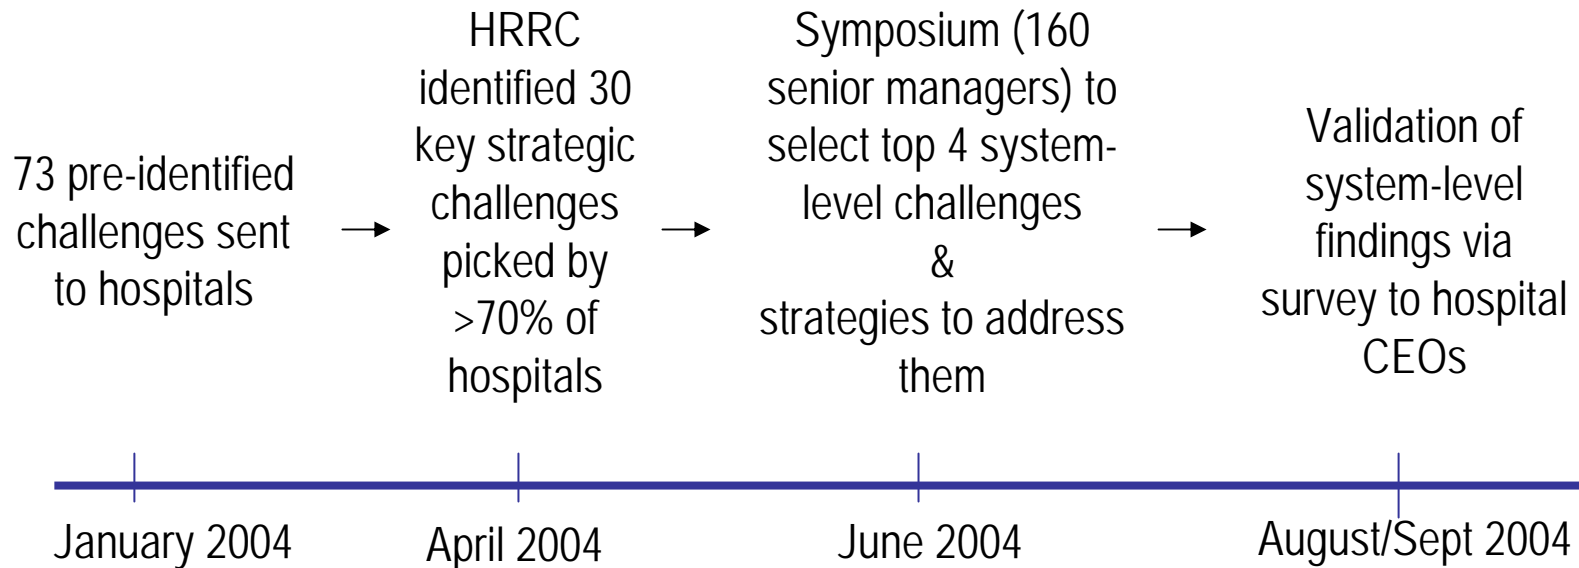 73 pre-identified
challenges sent
to hospitals
HRRC
identified 30
key strategic
challenges
picked by
>70% of
hospitals
Symposium (160
senior managers) to
select top 4 system-
level challenges
&
strategies to address
them
Validation of
system-level
findings via
survey to hospital
CEOs
January 2004
April 2004
June 2004
August/Sept 2004